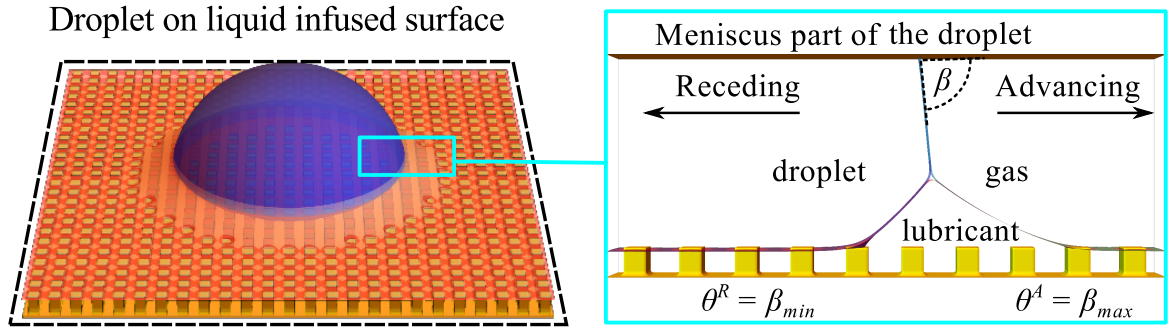 Droplet on liquid infused surface
Meniscus part of the droplet
Receding
β
Advancing
droplet
gas
lubricant
θ^R = β_min
θ^A = β_max